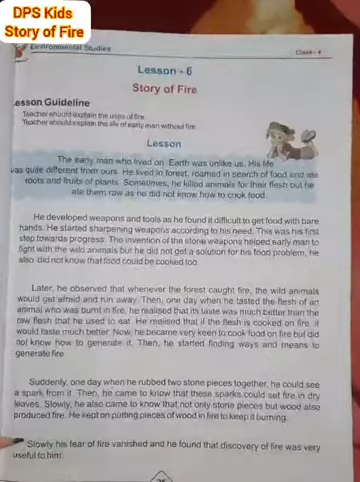 DPS Kids
Story of Fire
Environmental Studies
Class - 4
Lesson - 6
Story of Fire
Lesson Guideline
Teacher should explain the uses of fire.
Teacher should explain the life of early man without fire.
Lesson
The early man who lived on Earth was unlike us. His life
was quite different from ours. He lived in forest, roamed in search of food and ate
roots and fruits of plants. Sometimes, he killed animals for their flesh but he
ate them raw as he did not know how to cook food.
He developed weapons and tools as he found it difficult to get food with bare
hands. He started sharpening weapons according to his need. This was his first
step towards progress. The invention of the stone weapons helped early man to
fight with the wild animals but he did not get a solution for his food problem, he
also did not know that food could be cooked too.
Later, he observed that whenever the forest caught fire, the wild animals
would get afraid and run away. Then, one day when he tasted the flesh of an
animal who was burnt in fire, he realised that its taste was much better than the
raw flesh that he used to eat. He realised that if the flesh is cooked on fire, it
would taste much better. Now, he became very keen to cook food on fire but did
not know how to generate it. Then, he started finding ways and means to
generate fire.
Suddenly, one day when he rubbed two stone pieces together, he could see
a spark from it. Then, he came to know that these sparks could set fire in dry
leaves. Slowly, he also came to know that not only stone pieces but wood also
produced fire. He kept on putting pieces of wood in fire to keep it burning.
Slowly his fear of fire vanished and he found that discovery of fire was very
useful to him.